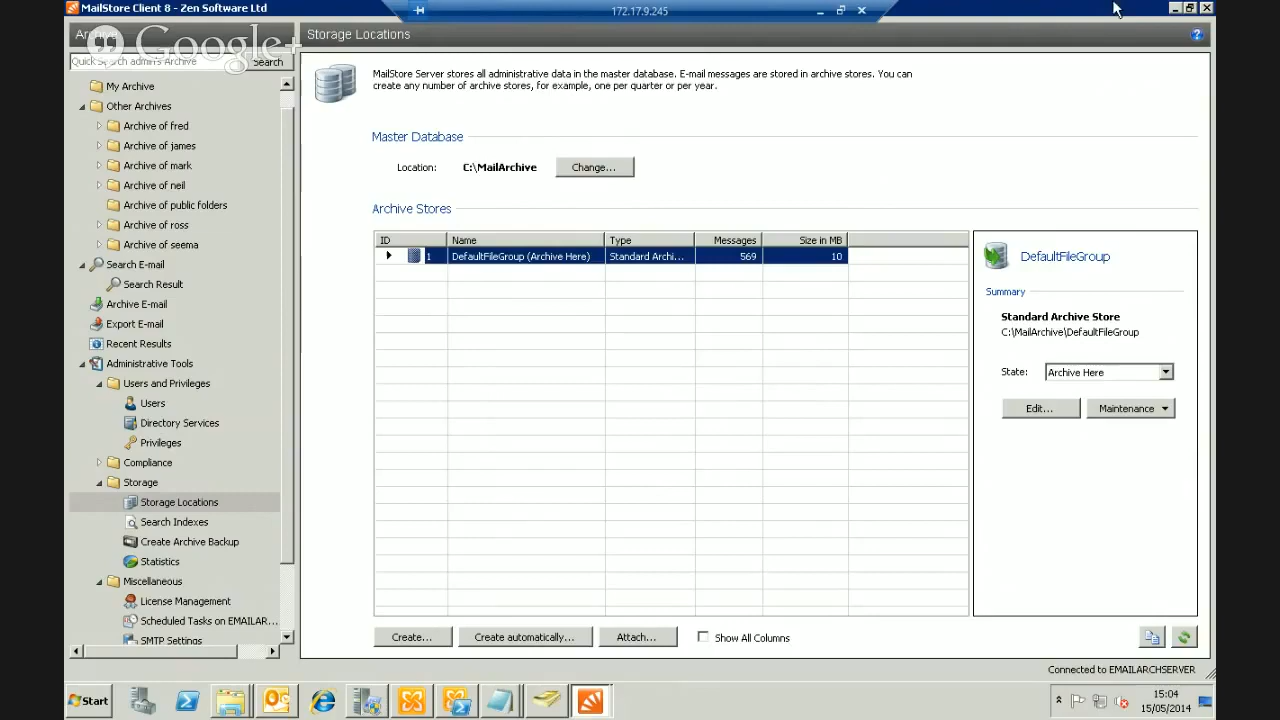 MailStore Client 8 - Zen Software Ltd
172.17.9.245
Archive
Google+
Storage Locations
Quick Search admin's Archive
Search
My Archive
Other Archives
Archive of fred
Archive of james
Archive of mark
Archive of neil
Archive of public folders
Archive of ross
Archive of seema
Search E-mail
Search Result
Archive E-mail
Export E-mail
Recent Results
Administrative Tools
Users and Privileges
Users
Directory Services
Privileges
Compliance
Storage
Storage Locations
Search Indexes
Create Archive Backup
Statistics
Miscellaneous
License Management
Scheduled Tasks on EMAILAR...
SMTP Settings
MailStore Server stores all administrative data in the master database. E-mail messages are stored in archive stores. You can
create any number of archive stores, for example, one per quarter or per year.
Master Database
Location: C:\MailArchive Change...
Archive Stores
ID Name Type Messages Size in MB
1 DefaultFileGroup (Archive Here) Standard Archi... 569 10
DefaultFileGroup
Summary
Standard Archive Store
C:\MailArchive\DefaultFileGroup
State: Archive Here
Edit... Maintenance
Create... Create automatically... Attach... Show All Columns
Connected to EMAILARCHSERVER
Start
15:04
15/05/2014